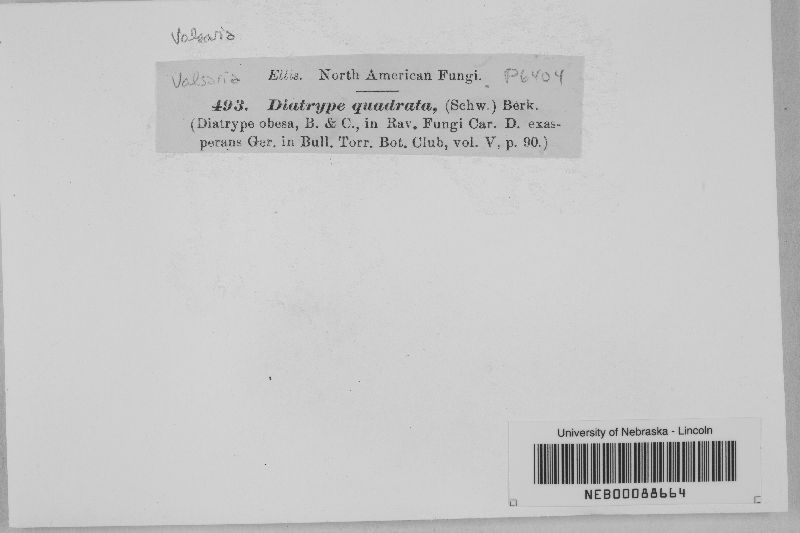 Valsaria
Valsaria Ellis. North American Fungi. P6404
493. Diatrype quadrata, (Schw.) Berk.
(Diatrype obesa, B. & C., in Rav. Fungi Car. D. exas-
perans Ger. in Bull. Torr. Bot. Club, vol. V, p. 90.)
University of Nebraska - Lincoln
NEB00088664